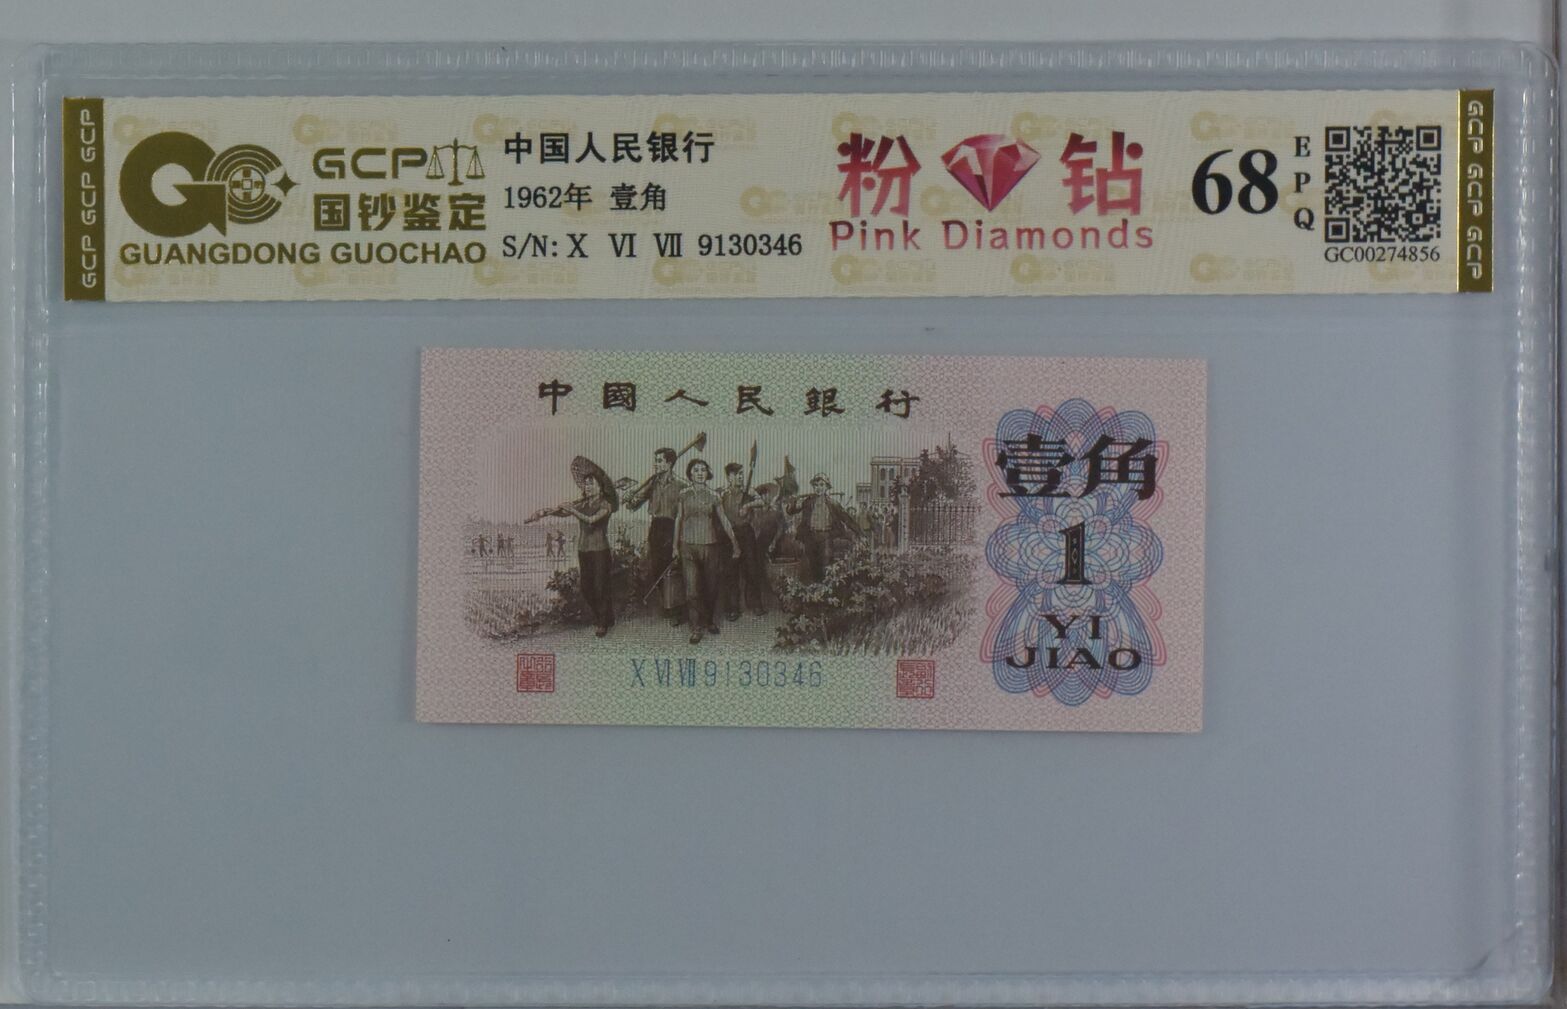 GCP GCP GCP
GCP
国钞鉴定
GUANGDONG GUOCHAO
中国人民银行
1962年 壹角
S/N: X Ⅵ Ⅶ 9130346
粉 钻
Pink Diamonds
68
EPQ
GC00274856
GCP GCP GCP
中國人民銀行
壹角
1
YI
JIAO
X Ⅵ Ⅶ 9130346